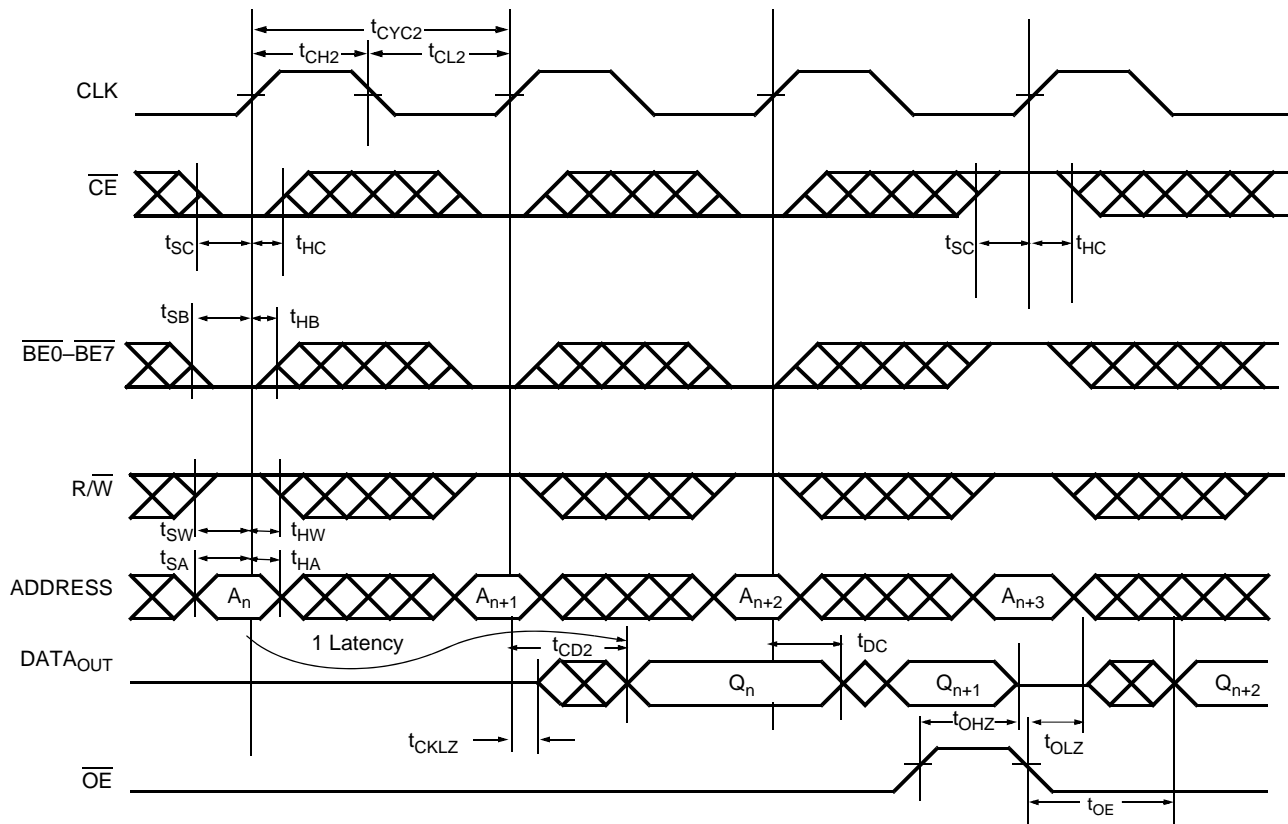 tCYC2
tCH2
tCL2
CLK
CE
tSC
tHC
tSC
tHC
tSB
tHB
BE0–BE7
R/W
tSW
tHW
tSA
tHA
ADDRESS
An
An+1
An+2
An+3
1 Latency
tCD2
tDC
DATAOUT
Qn
Qn+1
Qn+2
tOHZ
tCKLZ
tOLZ
OE
tOE